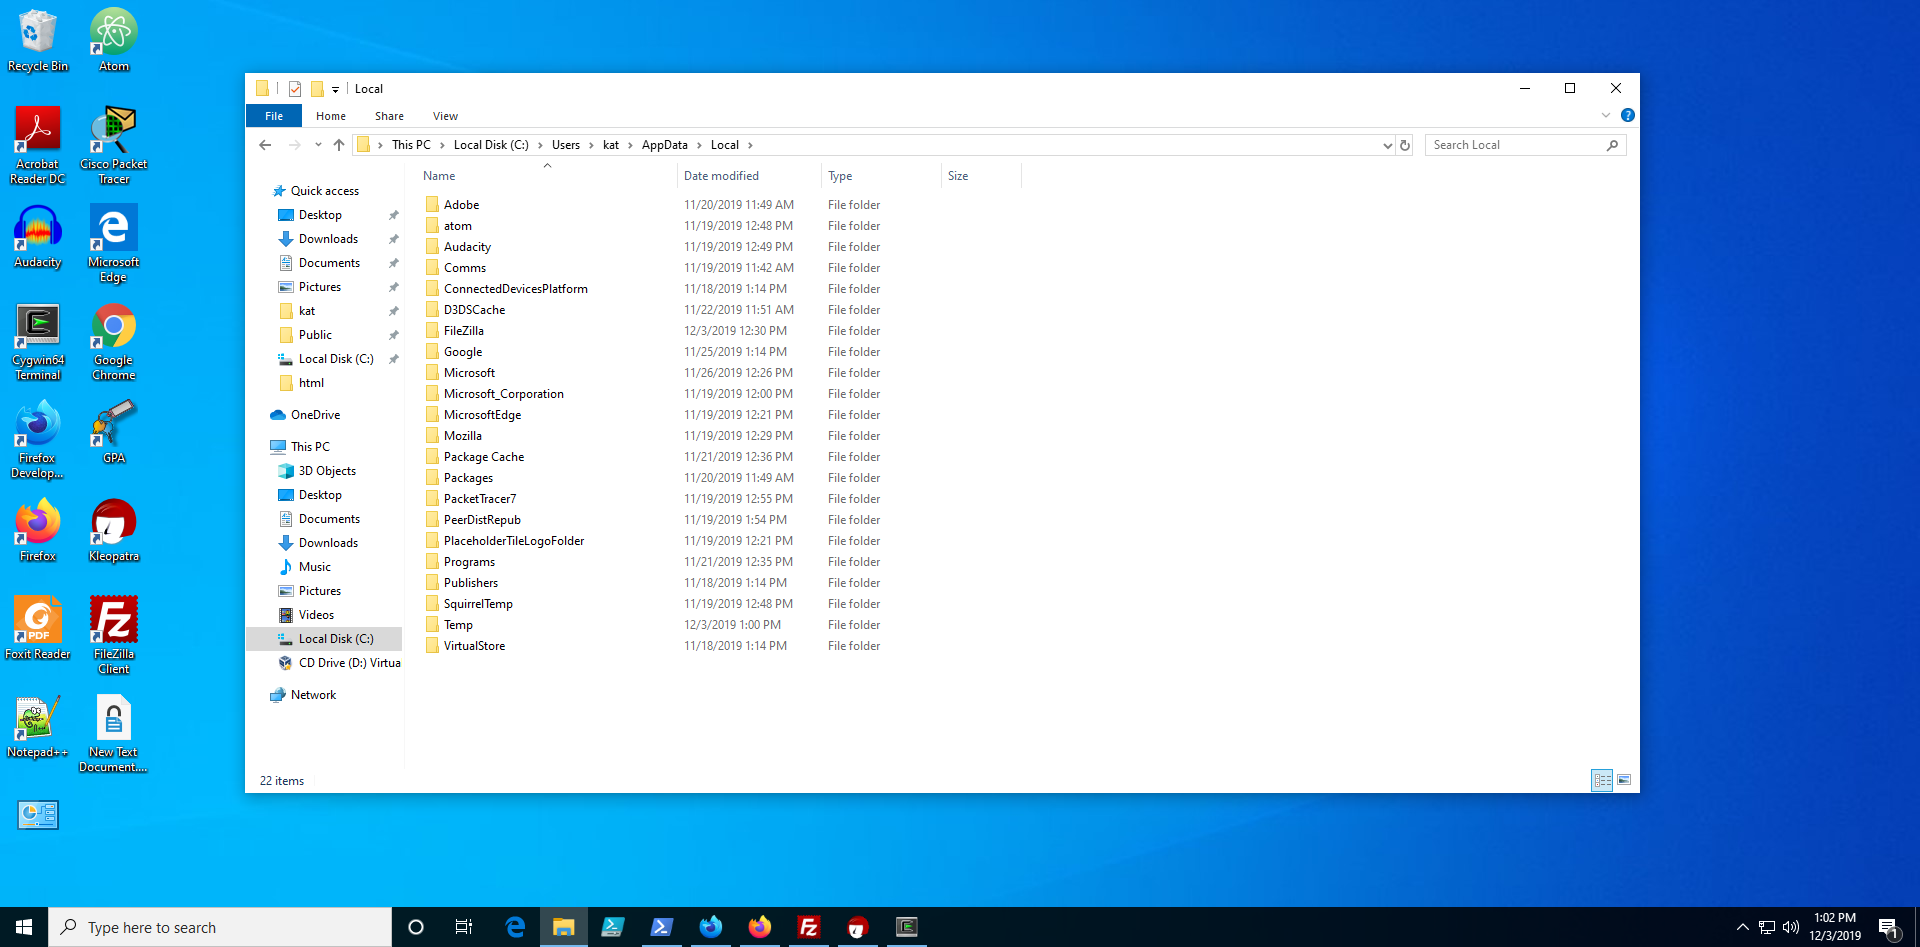 Recycle Bin
Atom
Acrobat
Reader DC
Cisco Packet
Tracer
Audacity
Microsoft
Edge
Cygwin64
Terminal
Google
Chrome
Firefox
Develop...
GPA
Firefox
Kleopatra
Foxit Reader
PDF
FileZilla
Client
Notepad++
New Text
Document....
Local
File Home Share View
This PC Local Disk (C:) Users kat AppData Local
Search Local
Name Date modified Type Size
Quick access
Desktop
Downloads
Documents
Pictures
kat
Public
Local Disk (C:)
html
OneDrive
This PC
3D Objects
Desktop
Documents
Downloads
Music
Pictures
Videos
Local Disk (C:)
CD Drive (D:) Virtua
Network
Adobe 11/20/2019 11:49 AM File folder
atom 11/19/2019 12:48 PM File folder
Audacity 11/19/2019 12:49 PM File folder
Comms 11/19/2019 11:42 AM File folder
ConnectedDevicesPlatform 11/18/2019 1:14 PM File folder
D3DSCache 11/22/2019 11:51 AM File folder
FileZilla 12/3/2019 12:30 PM File folder
Google 11/25/2019 1:14 PM File folder
Microsoft 11/26/2019 12:26 PM File folder
Microsoft_Corporation 11/19/2019 12:00 PM File folder
MicrosoftEdge 11/19/2019 12:21 PM File folder
Mozilla 11/19/2019 12:29 PM File folder
Package Cache 11/21/2019 12:36 PM File folder
Packages 11/20/2019 11:49 AM File folder
PacketTracer7 11/19/2019 12:55 PM File folder
PeerDistRepub 11/19/2019 1:54 PM File folder
PlaceholderTileLogoFolder 11/19/2019 12:21 PM File folder
Programs 11/21/2019 12:35 PM File folder
Publishers 11/18/2019 1:14 PM File folder
SquirrelTemp 11/19/2019 12:48 PM File folder
Temp 12/3/2019 1:00 PM File folder
VirtualStore 11/18/2019 1:14 PM File folder
22 items
Type here to search
1:02 PM
12/3/2019
1